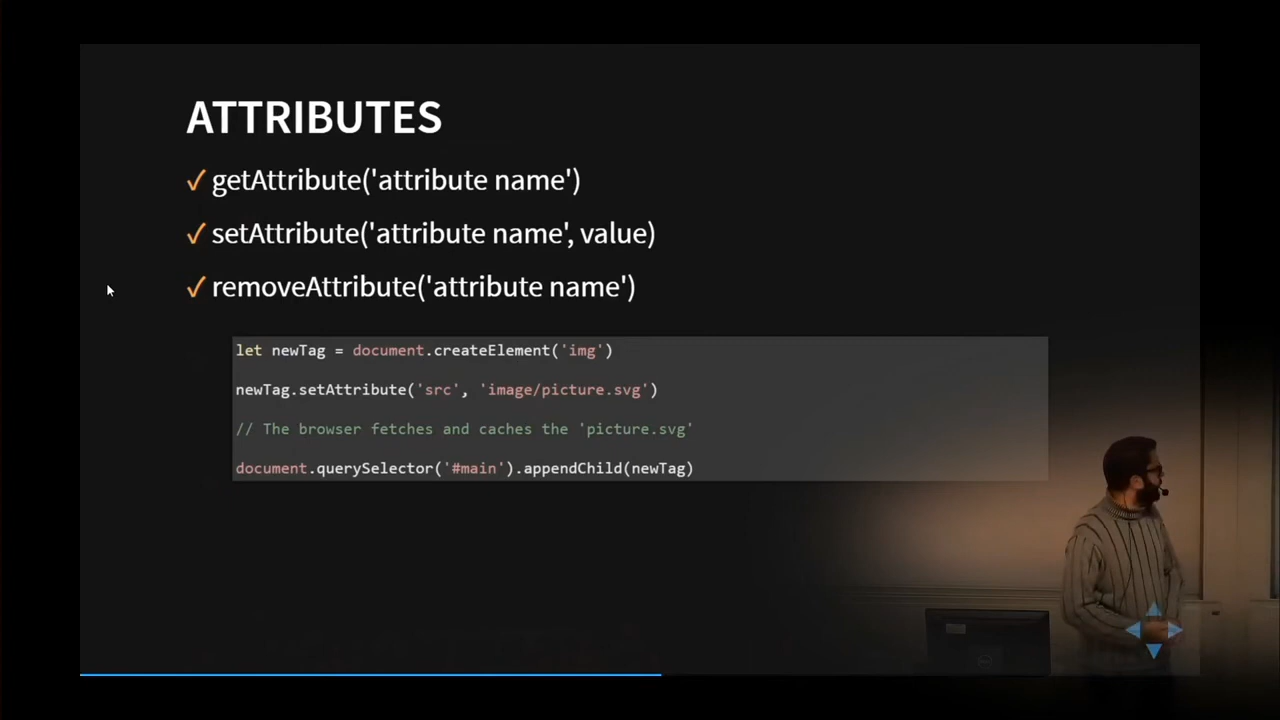 ATTRIBUTES
✓ getAttribute('attribute name')
✓ setAttribute('attribute name', value)
✓ removeAttribute('attribute name')
let newTag = document.createElement('img')
newTag.setAttribute('src', 'image/picture.svg')
// The browser fetches and caches the 'picture.svg'
document.querySelector('#main').appendChild(newTag)